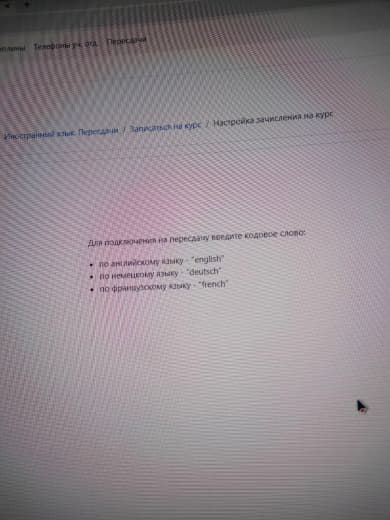 Телефоны уч. отд. Пересдачи
Иностранный язык. Пересдачи / Записаться на курс / Настройка зачисления на курс
Для подключения на пересдачу введите кодовое слово:
• по английскому языку - "english"
• по немецкому языку - "deutsch"
• по французскому языку - "french"